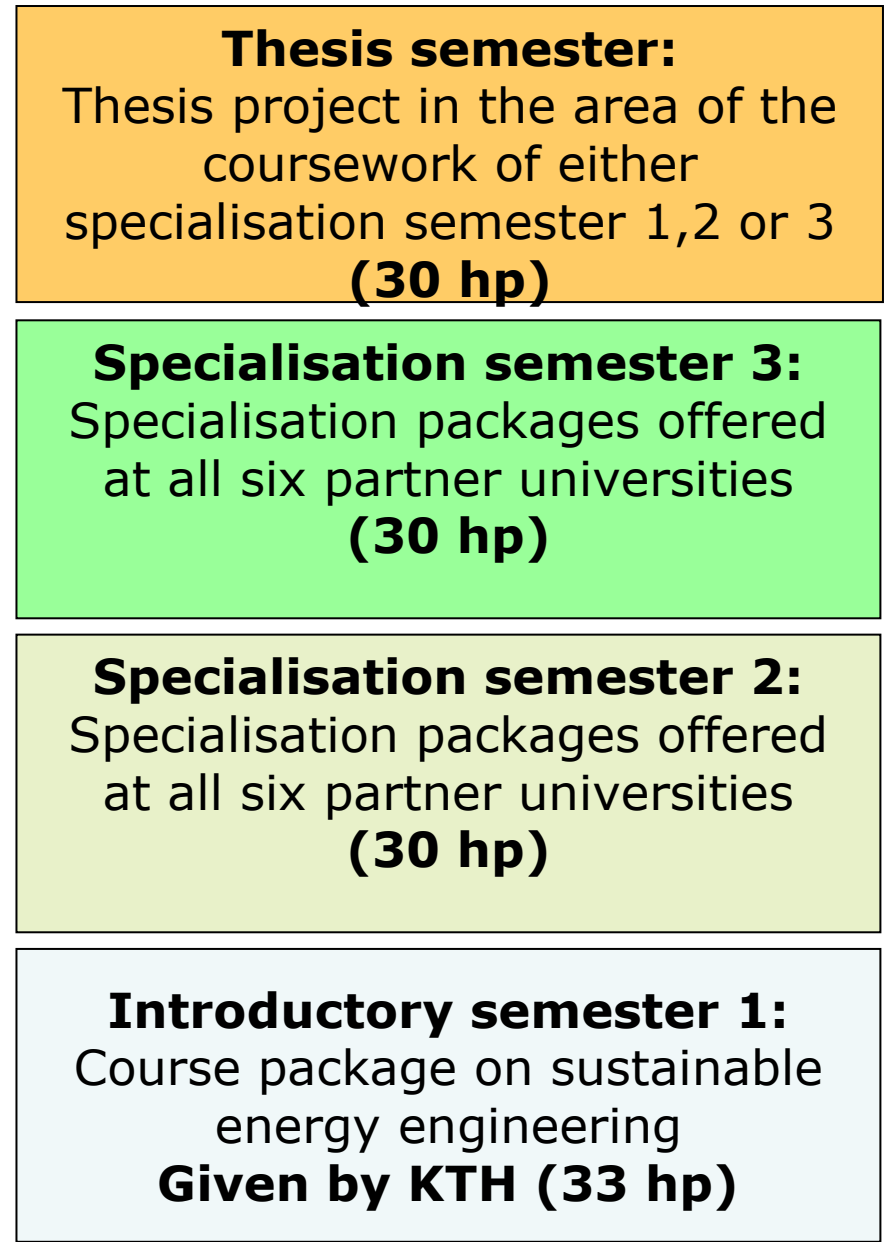 Thesis semester:
Thesis project in the area of the
coursework of either
specialisation semester 1,2 or 3
(30 hp)
Specialisation semester 3:
Specialisation packages offered
at all six partner universities
(30 hp)
Specialisation semester 2:
Specialisation packages offered
at all six partner universities
(30 hp)
Introductory semester 1:
Course package on sustainable
energy engineering
Given by KTH (33 hp)